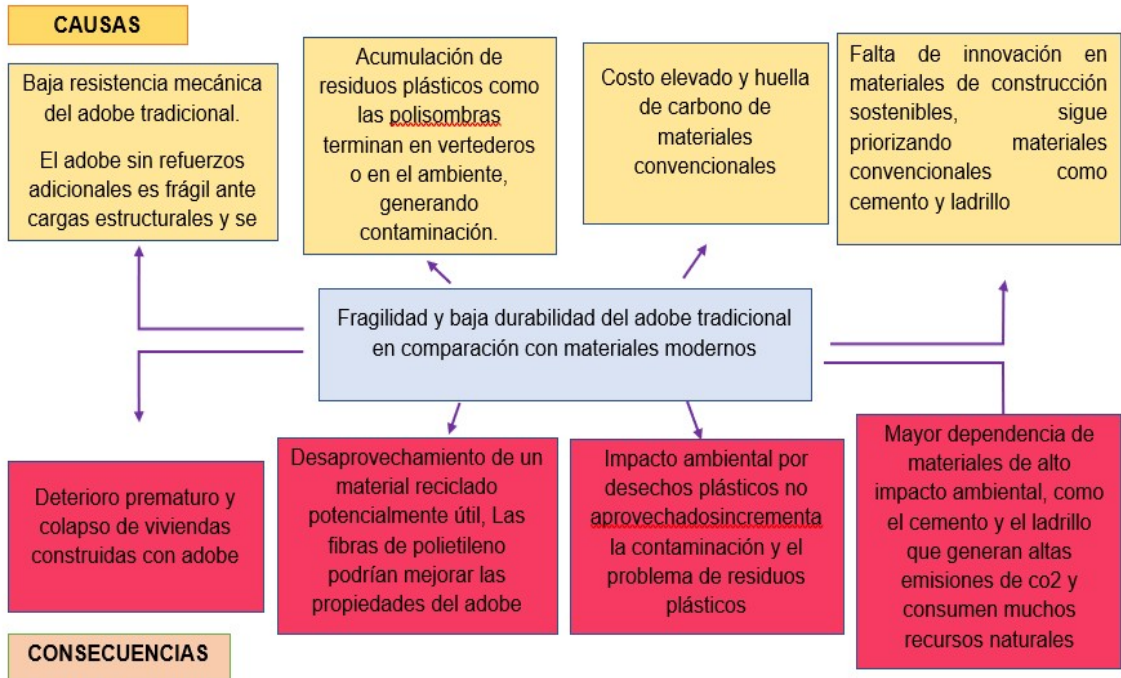 CAUSAS
Baja resistencia mecánica
del adobe tradicional.
El adobe sin refuerzos
adicionales es frágil ante
cargas estructurales y se
Acumulación de
residuos plásticos como
las polisombras
terminan en vertederos
o en el ambiente,
generando
contaminación.
Costo elevado y huella
de carbono de
materiales
convencionales
Falta de innovación en
materiales de construcción
sostenibles, sigue
priorizando materiales
convencionales como
cemento y ladrillo
Fragilidad y baja durabilidad del adobe tradicional
en comparación con materiales modernos
Deterioro prematuro y
colapso de viviendas
construidas con adobe
Desaprovechamiento de un
material reciclado
potencialmente útil, Las
fibras de polietileno
podrían mejorar las
propiedades del adobe
Impacto ambiental por
desechos plásticos no
aprovechadosincrementa
la contaminación y el
problema de residuos
plásticos
Mayor dependencia de
materiales de alto
impacto ambiental, como
el cemento y el ladrillo
que generan altas
emisiones de co2 y
consumen muchos
recursos naturales
CONSECUENCIAS